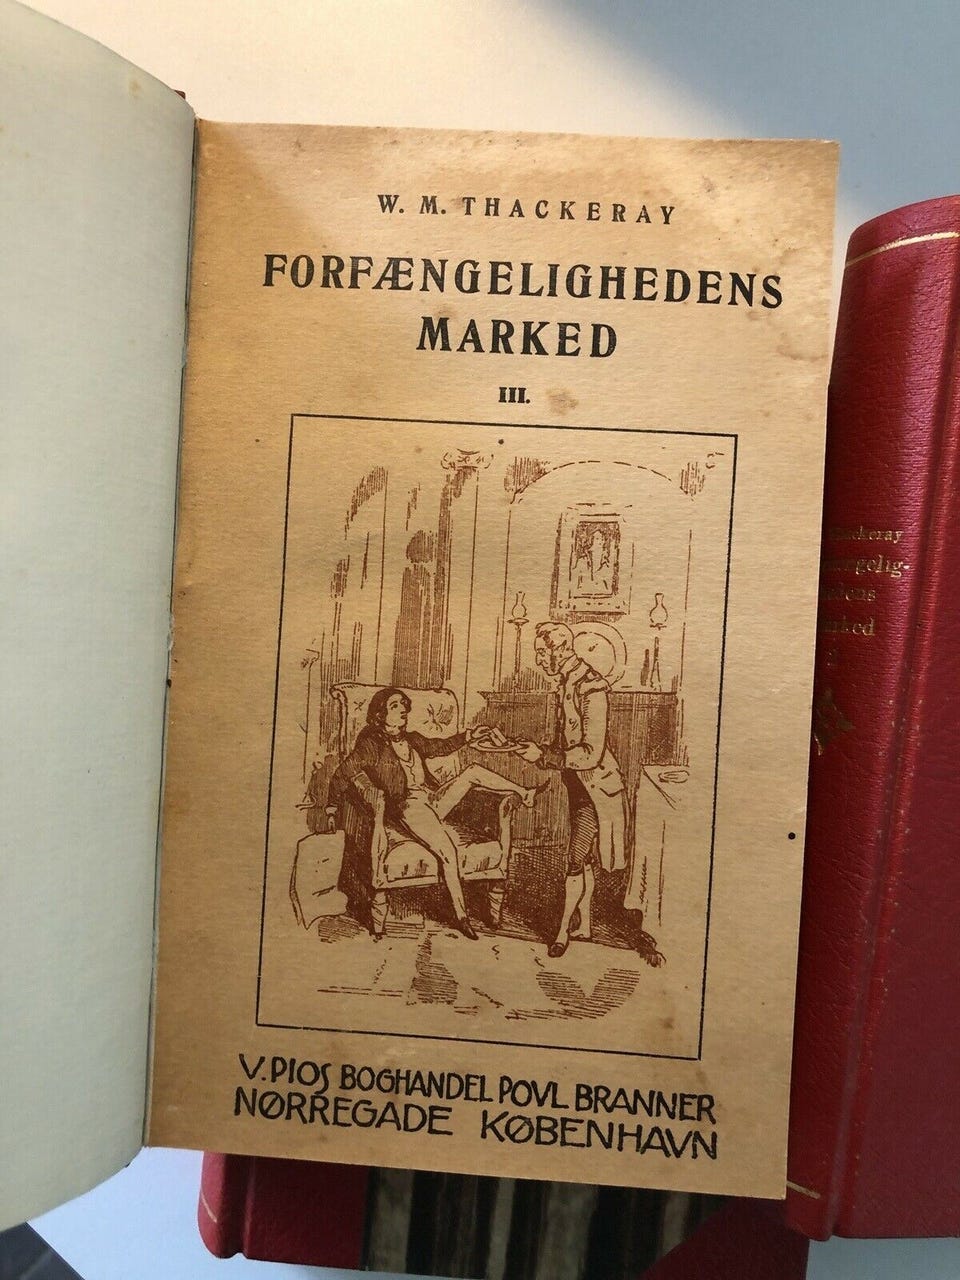 W. M. THACKERAY
FORFÆNGELIGHEDENS
MARKED
III.
V. PIOS BOGHANDEL POVL BRANNER
NØRREGADE KØBENHAVN